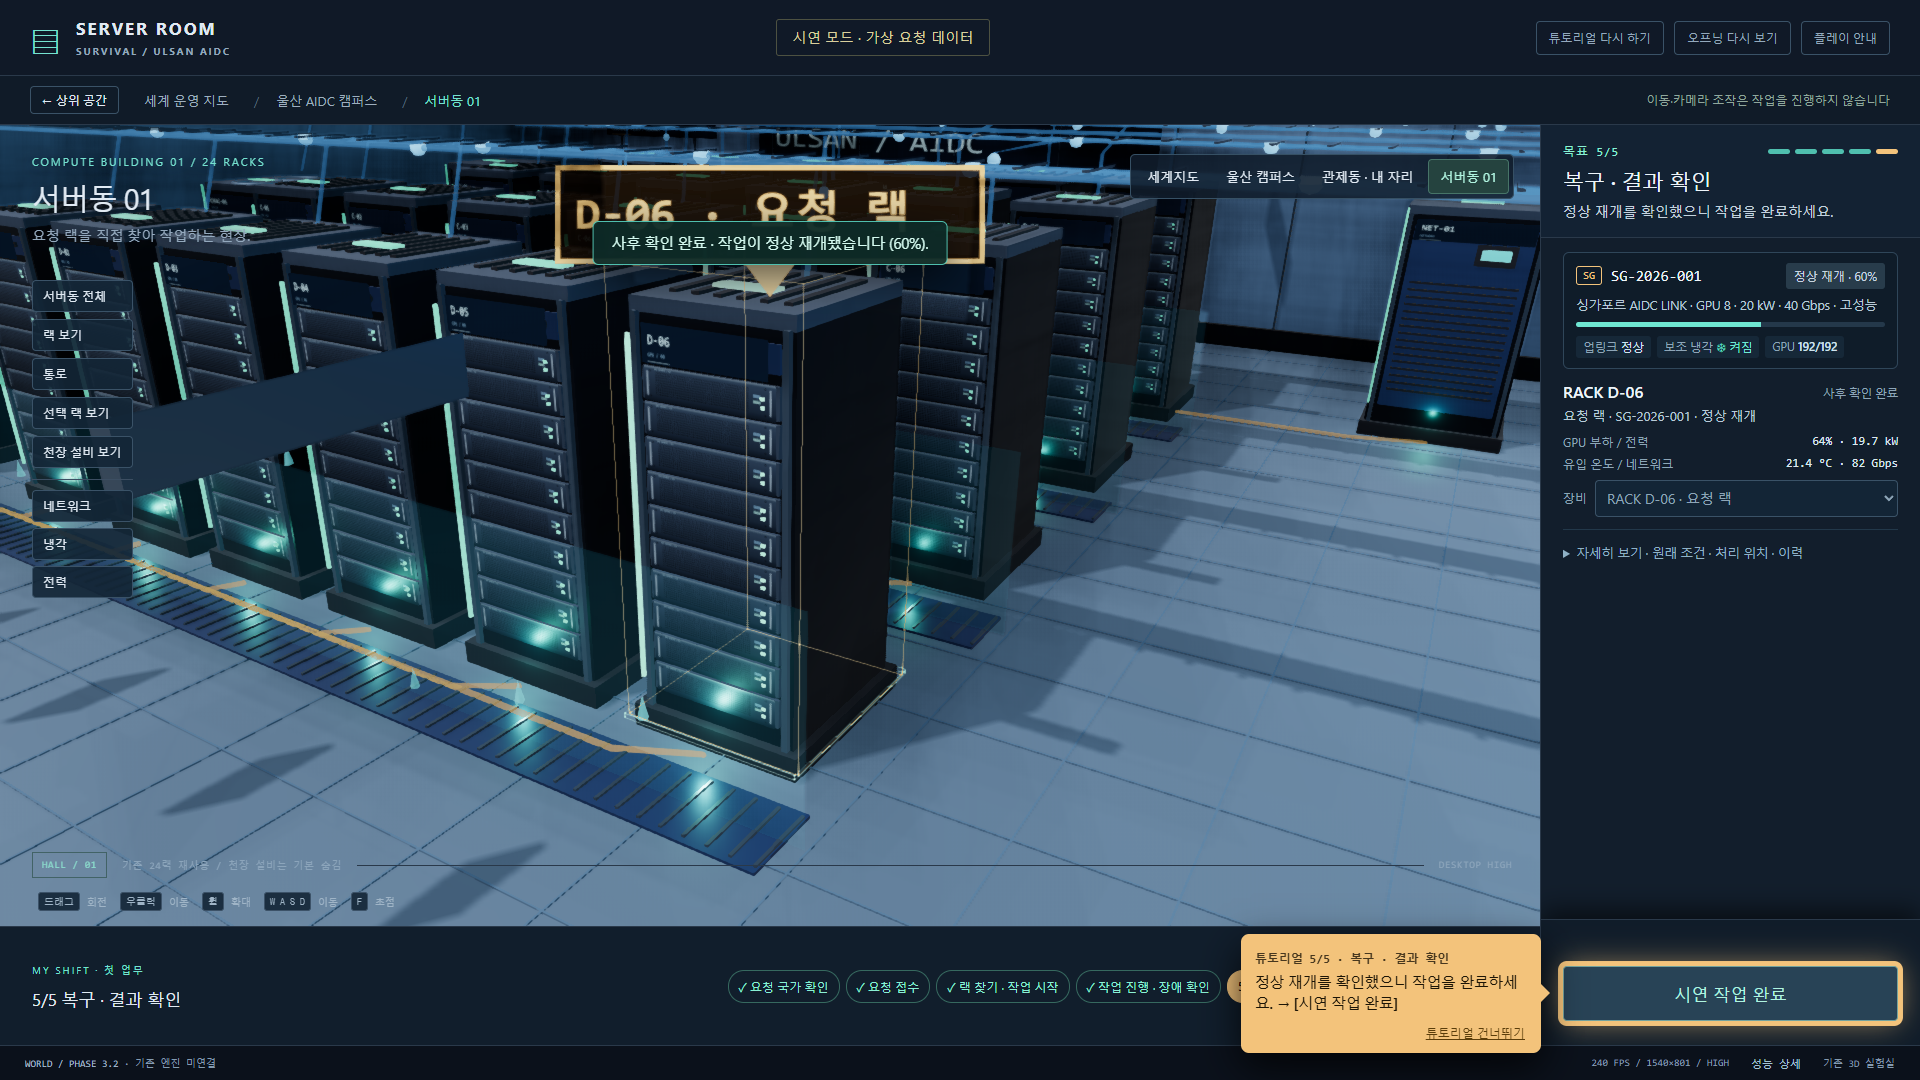 SERVER ROOM
SURVIVAL / ULSAN AIDC
시연 모드 · 가상 요청 데이터
튜토리얼 다시 하기
오프닝 다시 보기
플레이 안내
← 상위 공간
세계 운영 지도 / 울산 AIDC 캠퍼스 / 서버동 01
이동·카메라 조작은 작업을 진행하지 않습니다
COMPUTE BUILDING 01 / 24 RACKS
서버동 01
요청 랙을 직접 찾아 작업하는 현장.
ULSAN / AIDC
D-06 · 요청 랙
사후 확인 완료 · 작업이 정상 재개됐습니다 (60%).
세계지도
울산 캠퍼스
관제동 · 내 자리
서버동 01
서버동 전체
랙 보기
통로
선택 랙 보기
천장 설비 보기
네트워크
냉각
전력
D-04
D-05
D-06
NET-01
목표 5/5
복구 · 결과 확인
정상 재개를 확인했으니 작업을 완료하세요.
SG SG-2026-001 정상 재개 · 60%
싱가포르 AIDC LINK · GPU 8 · 20 kW · 40 Gbps · 고성능
업링크 정상
보조 냉각 ❄ 켜짐
GPU 192/192
RACK D-06 사후 확인 완료
요청 랙 · SG-2026-001 · 정상 재개
GPU 부하 / 전력 64% · 19.7 kW
유입 온도 / 네트워크 21.4 °C · 82 Gbps
장비 RACK D-06 · 요청 랙
▶ 자세히 보기 · 원래 조건 · 처리 위치 · 이력
HALL / 01 기존 24랙 재사용 / 천장 설비는 기본 숨김
DESKTOP HIGH
드래그 회전 우클릭 이동 휠 확대 WASD 이동 F 초점
MY SHIFT · 첫 업무
5/5 복구 · 결과 확인
✓ 요청 국가 확인
✓ 요청 접수
✓ 랙 찾기 · 작업 시작
✓ 작업 진행 · 장애 확인
튜토리얼 5/5 · 복구 · 결과 확인
정상 재개를 확인했으니 작업을 완료하세
요. → [시연 작업 완료]
튜토리얼 건너뛰기
시연 작업 완료
WORLD / PHASE 3.2 · 기존 엔진 미연결
240 FPS / 1540×801 / HIGH
성능 상세
기존 3D 실험실